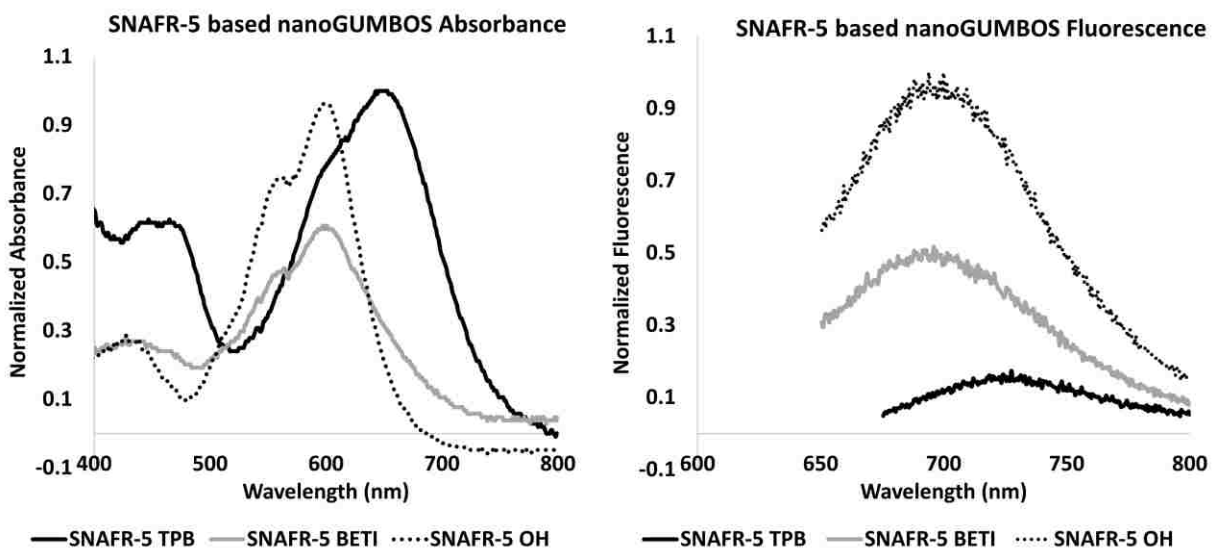 SNAFR-5 based nanoGUMBOS Absorbance
1.1
0.9
0.7
0.5
0.3
0.1
-0.1
Normalized Absorbance
400 500 600 700 800
Wavelength (nm)
SNAFR-5 TPB SNAFR-5 BETI SNAFR-5 OH
SNAFR-5 based nanoGUMBOS Fluorescence
1.1
0.9
0.7
0.5
0.3
0.1
-0.1
Normalized Fluorescence
600 650 700 750 800
Wavelength (nm)
SNAFR-5 TPB SNAFR-5 BETI SNAFR-5 OH